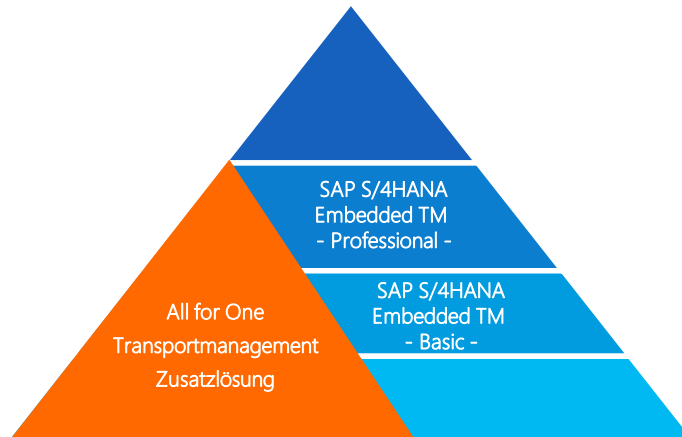 SAP S/4HANA
Embedded TM
- Professional -
SAP S/4HANA
Embedded TM
- Basic -
All for One
Transportmanagement
Zusatzlösung